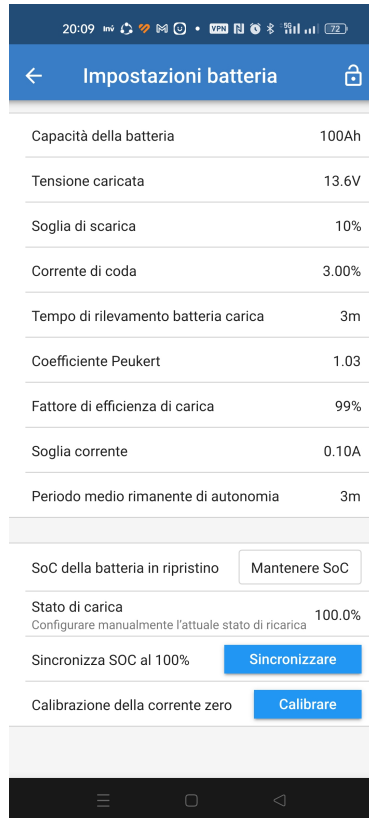 20:09 Inv VPN 5G 72
Impostazioni batteria
Capacità della batteria 100Ah
Tensione caricata 13.6V
Soglia di scarica 10%
Corrente di coda 3.00%
Tempo di rilevamento batteria carica 3m
Coefficiente Peukert 1.03
Fattore di efficienza di carica 99%
Soglia corrente 0.10A
Periodo medio rimanente di autonomia 3m
SoC della batteria in ripristino Mantenere SoC
Stato di carica
Configurare manualmente l'attuale stato di ricarica 100.0%
Sincronizza SOC al 100% Sincronizzare
Calibrazione della corrente zero Calibrare